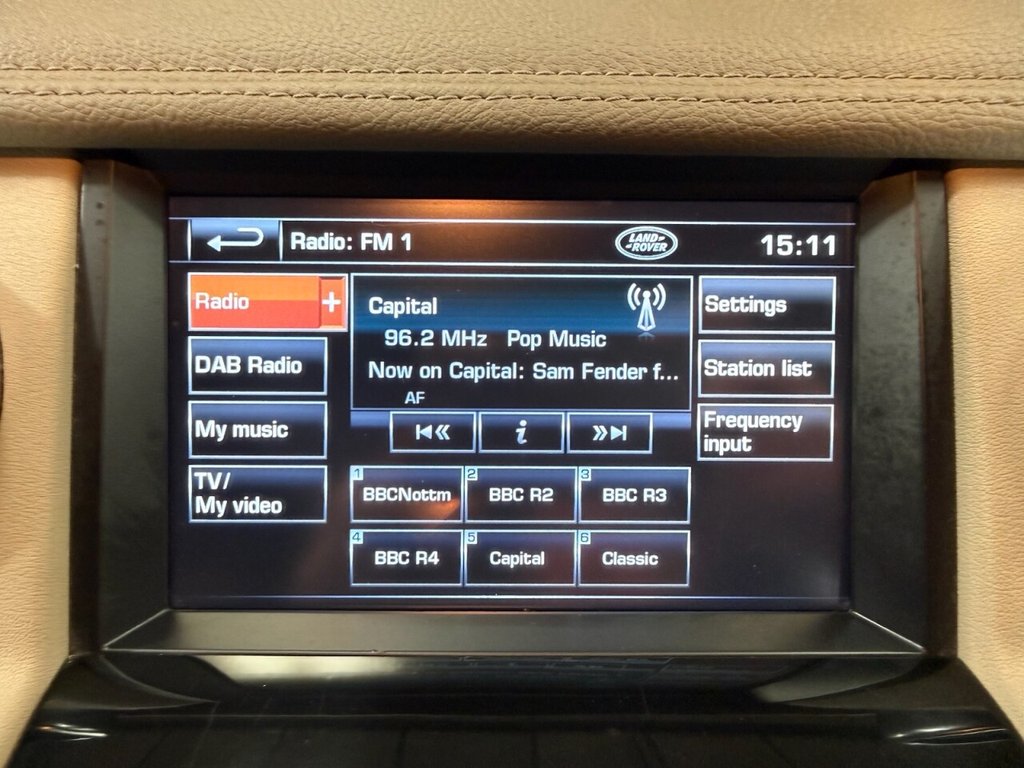 Radio: FM 1
LAND-
-ROVER
15:11
Radio +
DAB Radio
My music
TV/
My video
Capital
96.2 MHz Pop Music
Now on Capital: Sam Fender f...
AF
i
1 BBCNottm
2 BBC R2
3 BBC R3
4 BBC R4
5 Capital
6 Classic
Settings
Station list
Frequency
input